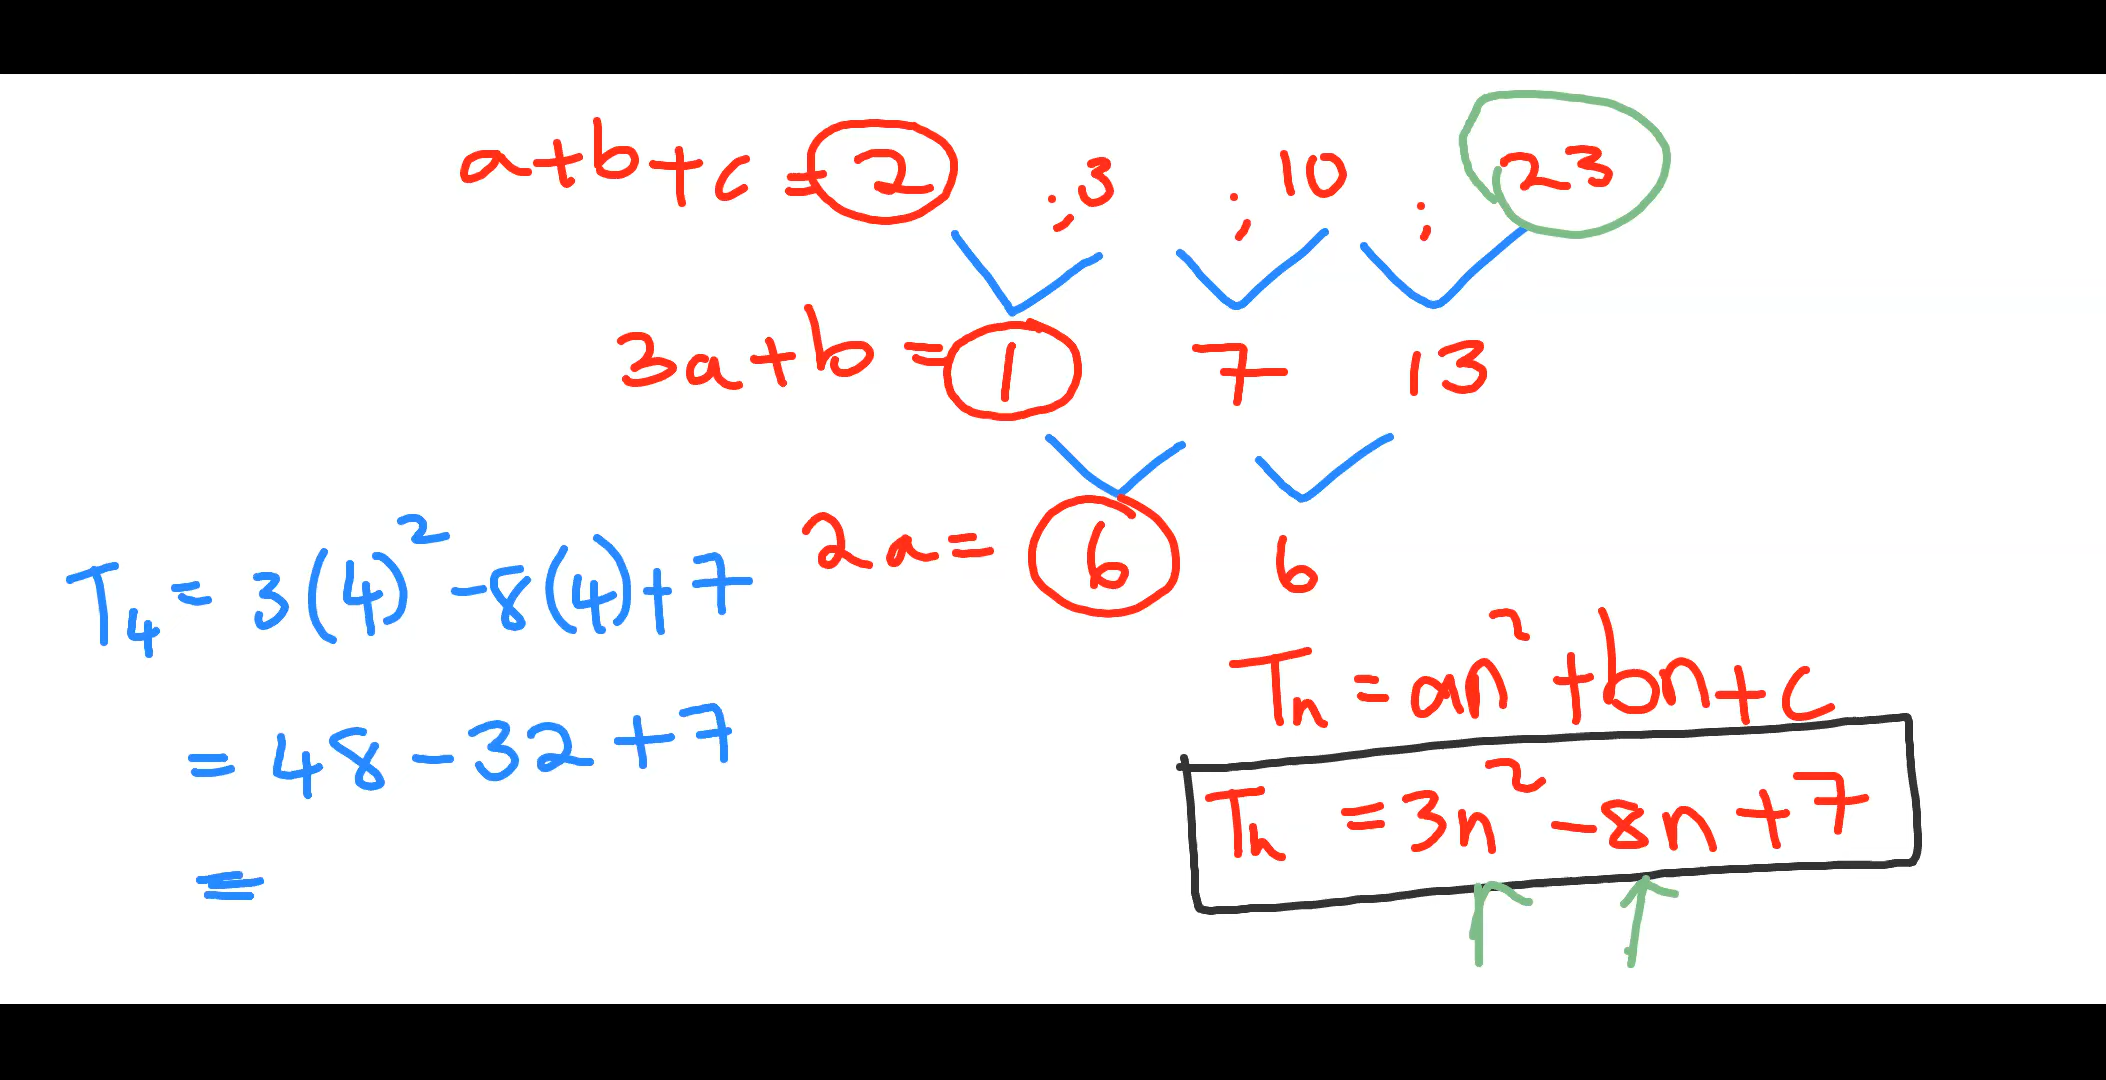 a+b+c = 2 ; 3 ; 10 ; 23
3a+b = 1 7 13
2a = 6 6
T₄ = 3(4)² - 8(4) + 7
Tₙ = an² + bn + c
= 48 - 32 + 7
Tₙ = 3n² - 8n + 7
=